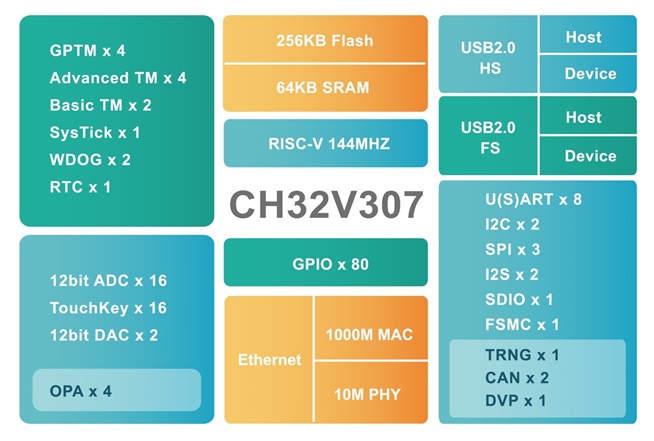 GPTM x 4
Advanced TM x 4
Basic TM x 2
SysTick x 1
WDOG x 2
RTC x 1
12bit ADC x 16
TouchKey x 16
12bit DAC x 2
OPA x 4
256KB Flash
64KB SRAM
RISC-V 144MHZ
CH32V307
GPIO x 80
Ethernet
1000M MAC
10M PHY
USB2.0
HS
Host
Device
USB2.0
FS
Host
Device
U(S)ART x 8
I2C x 2
SPI x 3
I2S x 2
SDIO x 1
FSMC x 1
TRNG x 1
CAN x 2
DVP x 1